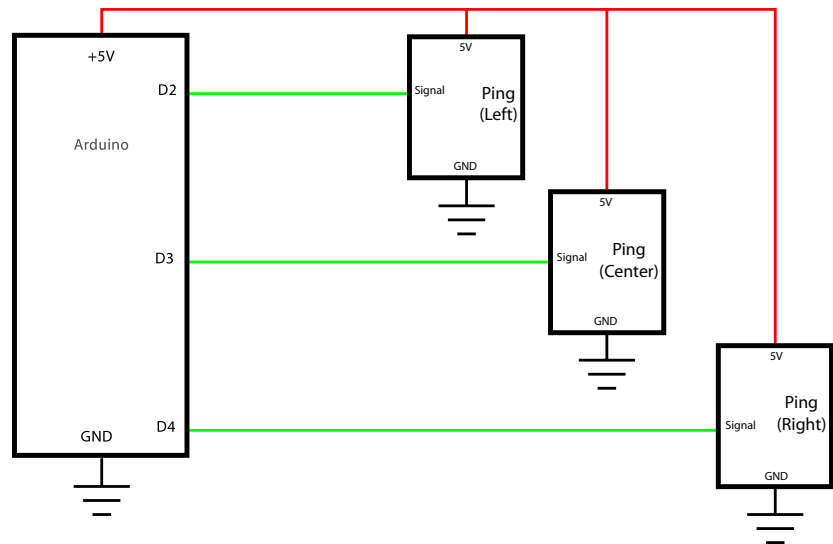 +5V
Arduino
D2
D3
D4
GND
5V
Signal
Ping
(Left)
GND
5V
Signal
Ping
(Center)
GND
5V
Signal
Ping
(Right)
GND